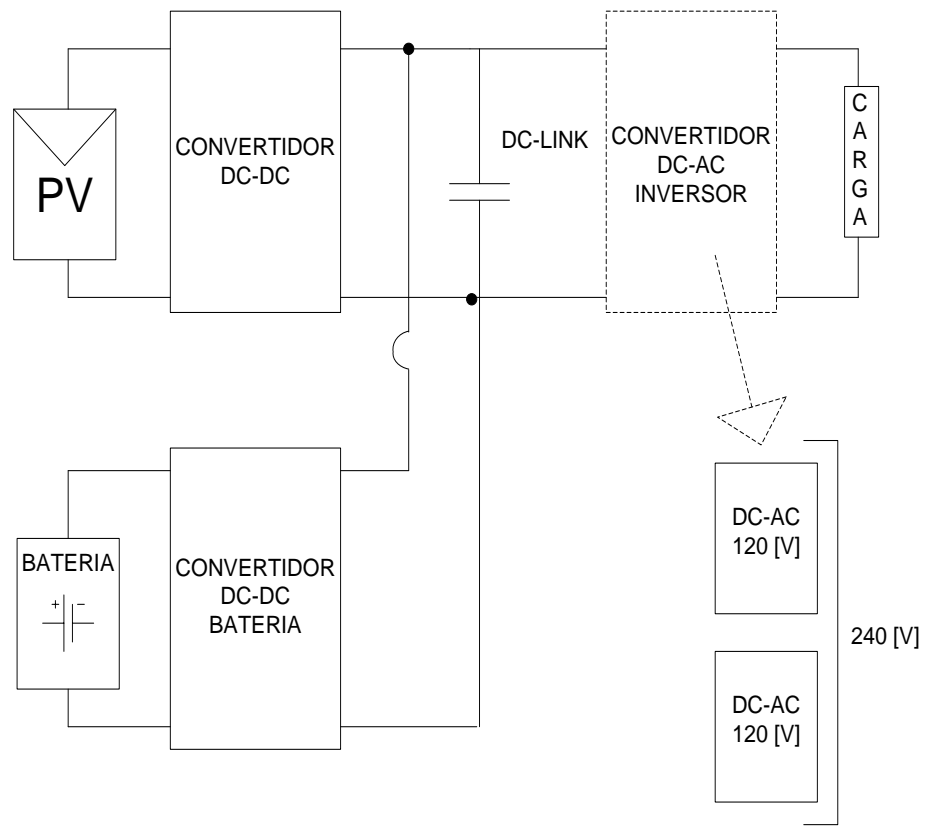 PV
CONVERTIDOR
DC-DC
DC-LINK
CONVERTIDOR
DC-AC
INVERSOR
C
A
R
G
A
BATERIA
+ -
CONVERTIDOR
DC-DC
BATERIA
DC-AC
120 [V]
DC-AC
120 [V]
240 [V]